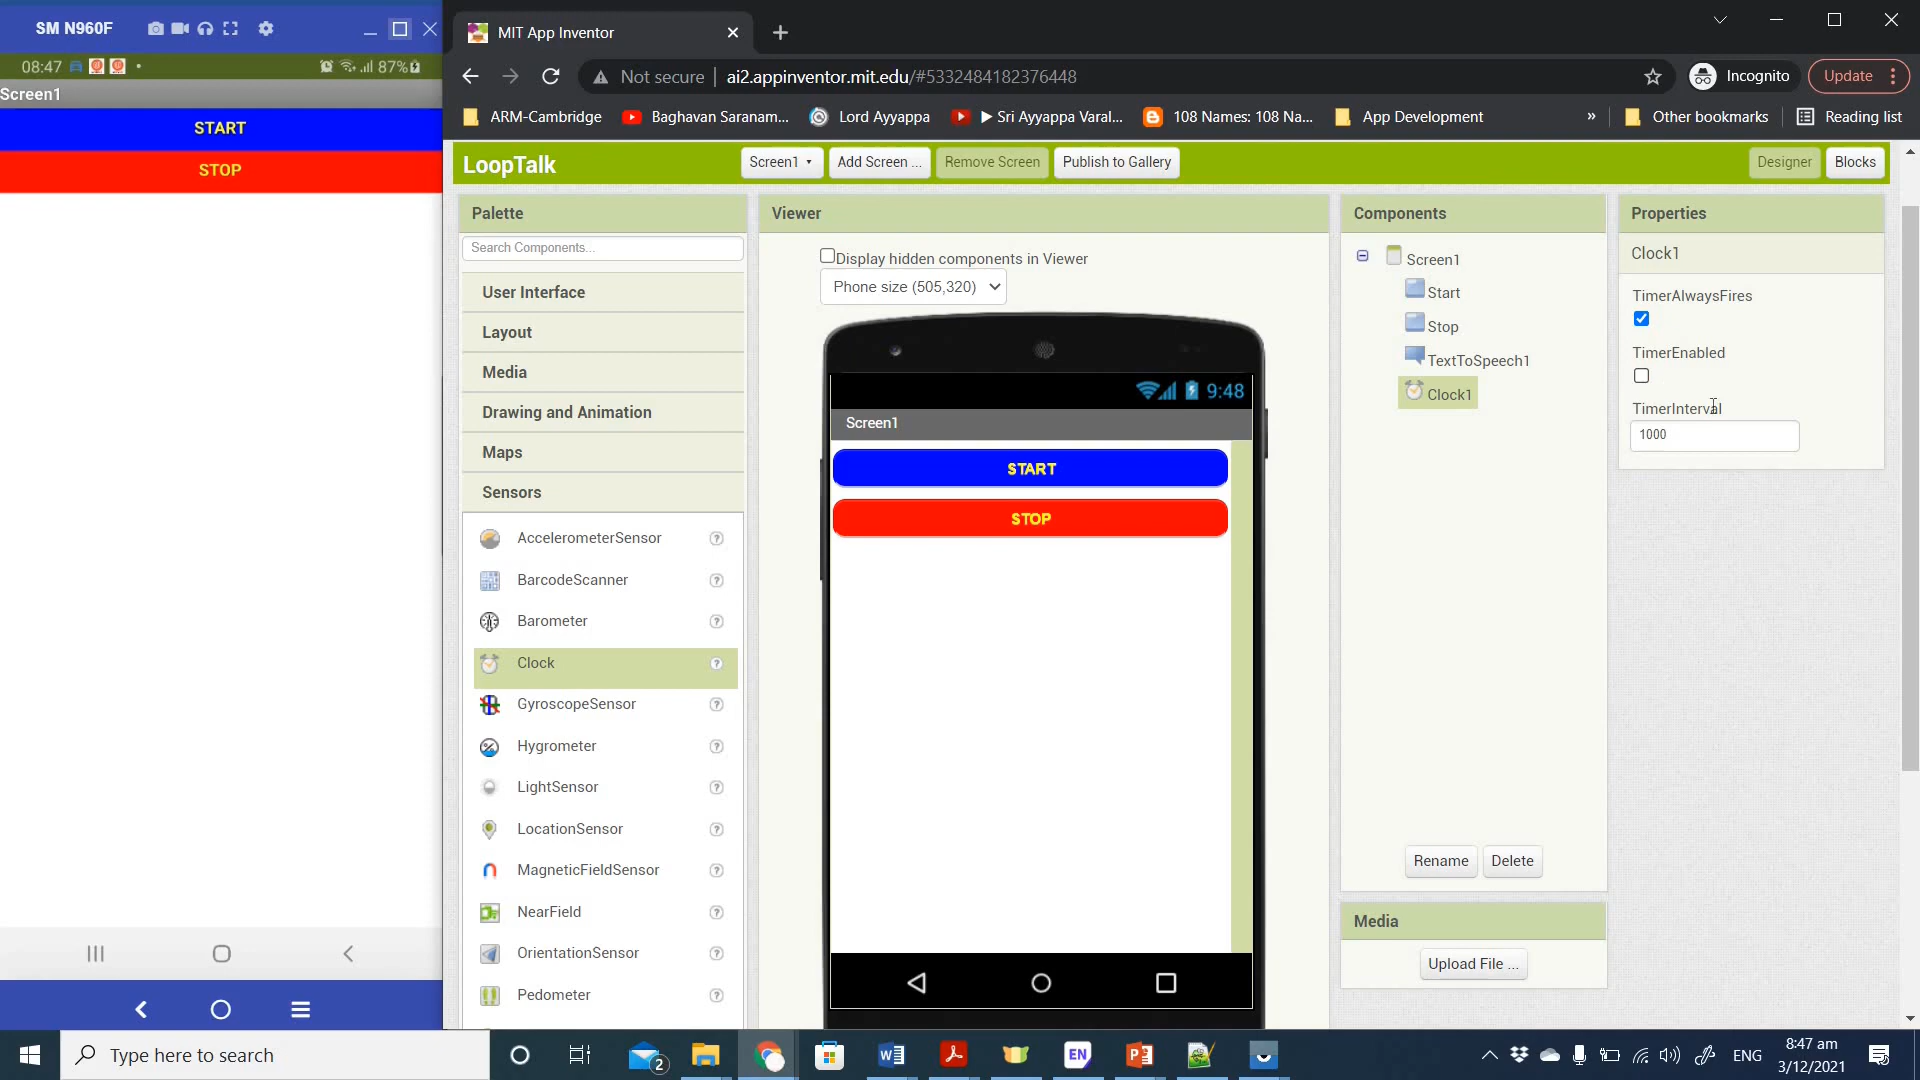 SM N960F
08:47
87%
Screen1
START
STOP
MIT App Inventor
Not secure
ai2.appinventor.mit.edu/#5332484182376448
Incognito
Update
ARM-Cambridge
Baghavan Saranam...
Lord Ayyappa
▶ Sri Ayyappa Varal...
108 Names: 108 Na...
App Development
»
Other bookmarks
Reading list
LoopTalk
Screen1
Add Screen ...
Remove Screen
Publish to Gallery
Designer
Blocks
Palette
Search Components...
User Interface
Layout
Media
Drawing and Animation
Maps
Sensors
AccelerometerSensor
BarcodeScanner
Barometer
Clock
GyroscopeSensor
Hygrometer
LightSensor
LocationSensor
MagneticFieldSensor
NearField
OrientationSensor
Pedometer
Viewer
Display hidden components in Viewer
Phone size (505,320)
9:48
Screen1
START
STOP
Components
Screen1
Start
Stop
TextToSpeech1
Clock1
Rename
Delete
Media
Upload File ...
Properties
Clock1
TimerAlwaysFires
TimerEnabled
TimerInterval
1000
Type here to search
2
EN
ENG
8:47 am
3/12/2021